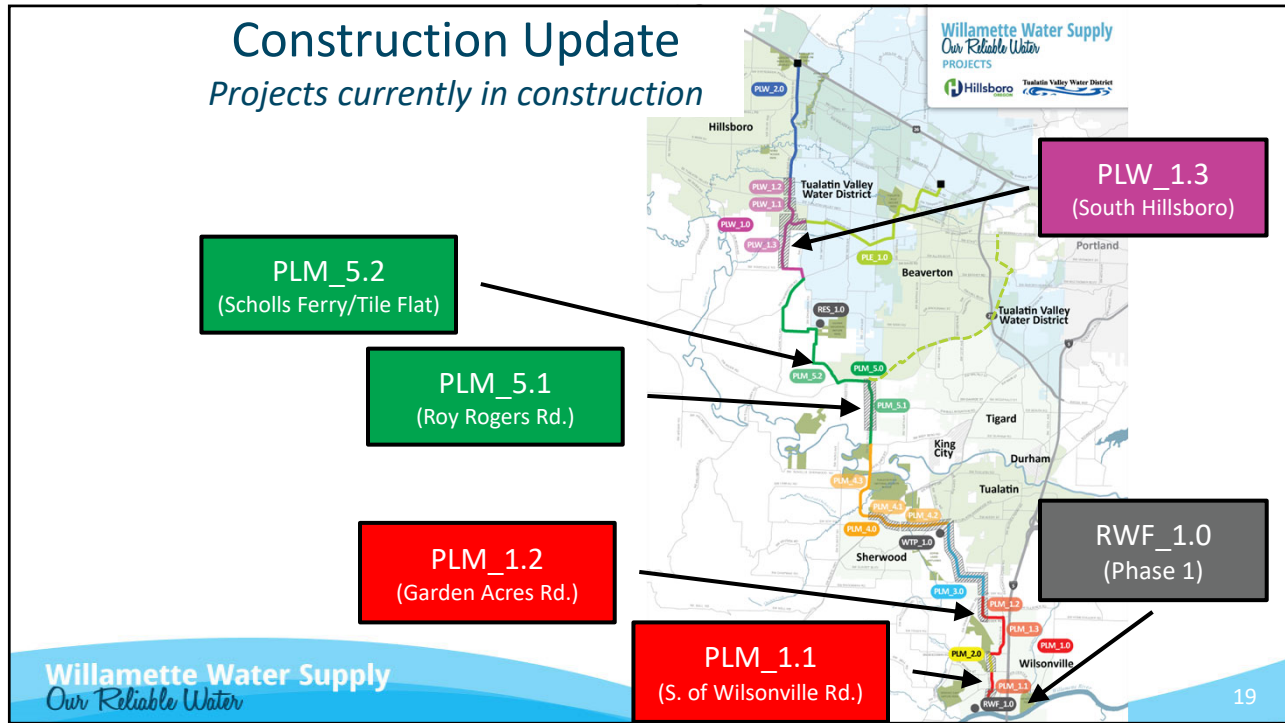 Construction Update
Projects currently in construction
Willamette Water Supply
Our Reliable Water
PROJECTS
Hillsboro
OREGON
Tualatin Valley Water District
PLW_2.0
26
Hillsboro
PLW_1.2
PLW_1.1
Tualatin Valley
Water District
PLW_1.0
PLW_1.3
PLE_1.0
Beaverton
Portland
PLW_1.3
(South Hillsboro)
PLM_5.2
(Scholls Ferry/Tile Flat)
RES_1.0
Tualatin Valley
Water District
PLM_5.2
PLM_5.0
PLM_5.1
PLM_5.1
(Roy Rogers Rd.)
Tigard
King
City
Durham
Tualatin
PLM_4.3
PLM_4.1
PLM_4.2
PLM_4.0
WTP_1.0
Sherwood
PLM_1.2
(Garden Acres Rd.)
RWF_1.0
(Phase 1)
PLM_3.0
PLM_1.2
PLM_1.3
PLM_1.0
PLM_2.0
Wilsonville
PLM_1.1
RWF_1.0
PLM_1.1
(S. of Wilsonville Rd.)
Willamette Water Supply
Our Reliable Water
19